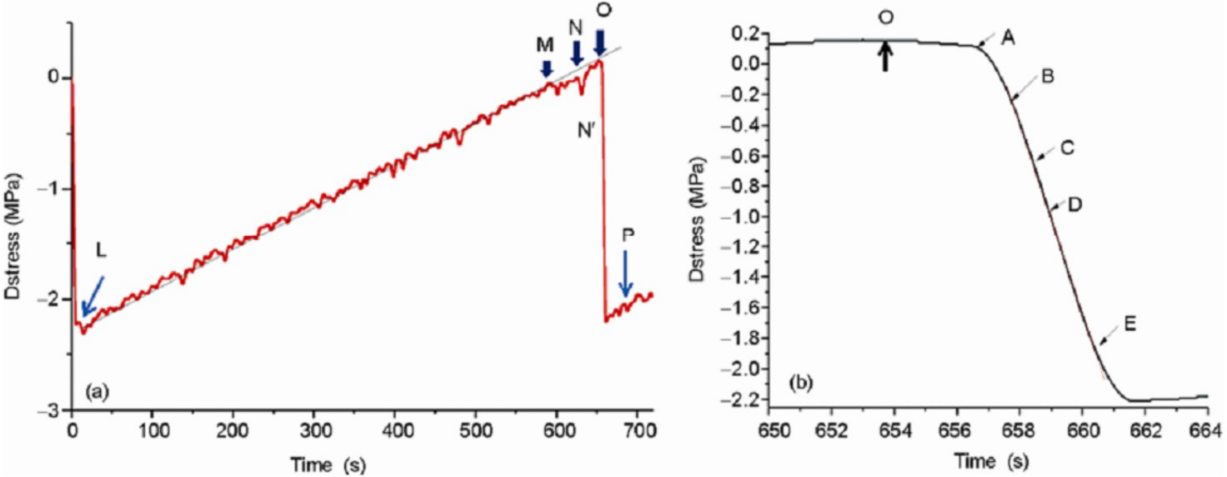 O
N
M
0
L
N′
−1
P
−2
(a)
−3
0 100 200 300 400 500 600 700
Time (s)
Dstress (MPa)
O
0.2
A
0.0
B
−0.2
−0.4
C
−0.6
−0.8
D
−1.0
−1.2
−1.4
−1.6
E
−1.8
−2.0
(b)
−2.2
650 652 654 656 658 660 662 664
Time (s)
Dstress (MPa)